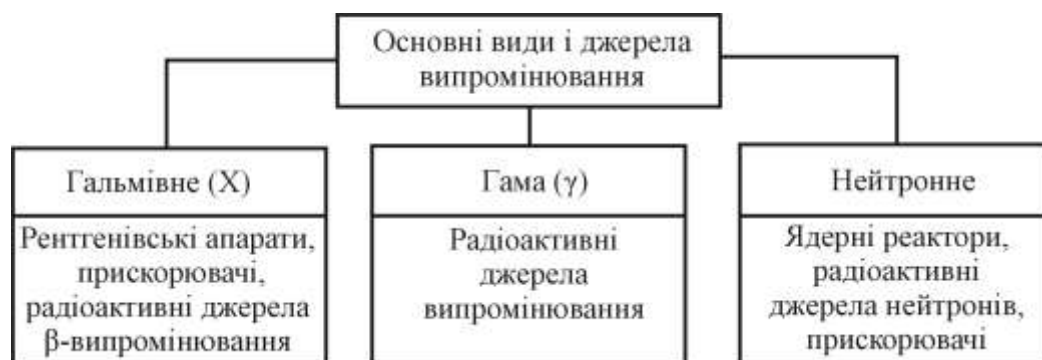 Основні види і джерела
випромінювання
Гальмівне (X)
Рентгенівські апарати,
прискорювачі,
радіоактивні джерела
β-випромінювання
Гама (γ)
Радіоактивні
джерела
випромінювання
Нейтронне
Ядерні реактори,
радіоактивні
джерела нейтронів,
прискорювачі